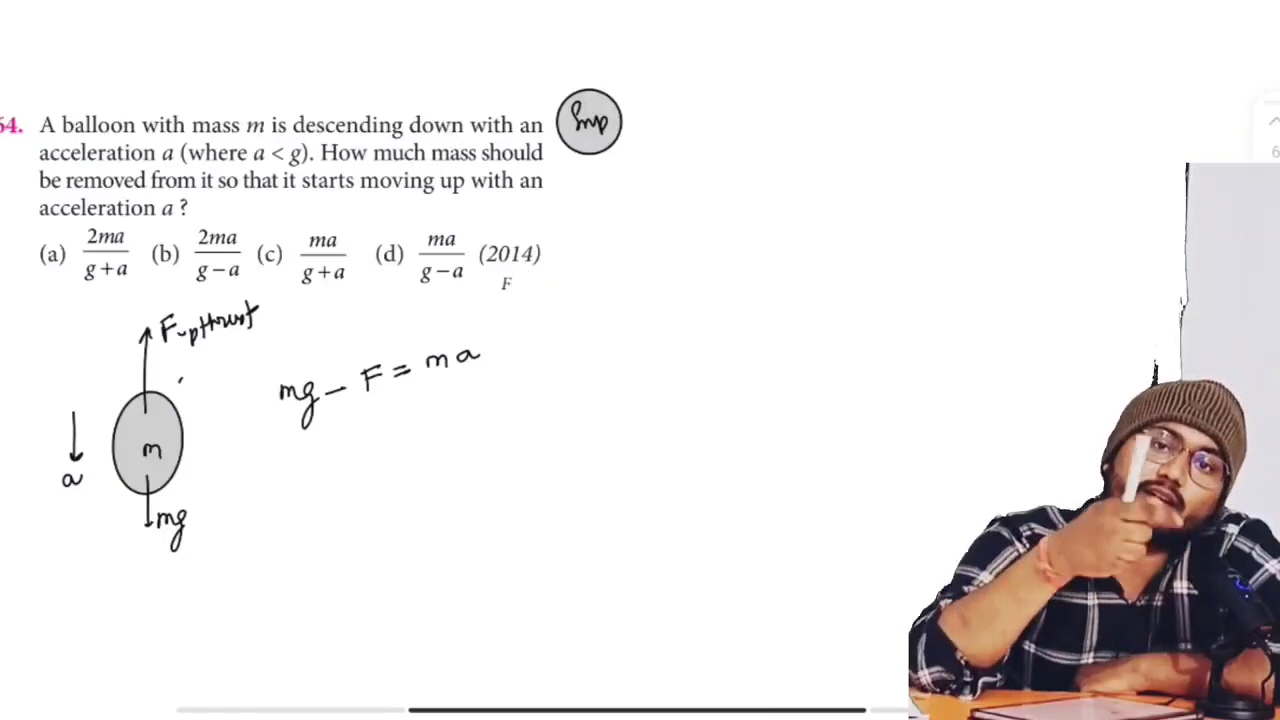 64. A balloon with mass m is descending down with an
acceleration a (where a < g). How much mass should
be removed from it so that it starts moving up with an
acceleration a ?
(a) 2ma / g + a (b) 2ma / g – a (c) ma / g + a (d) ma / g – a (2014)
F
Imp
F upthrust
mg – F = ma
m
a
mg
6